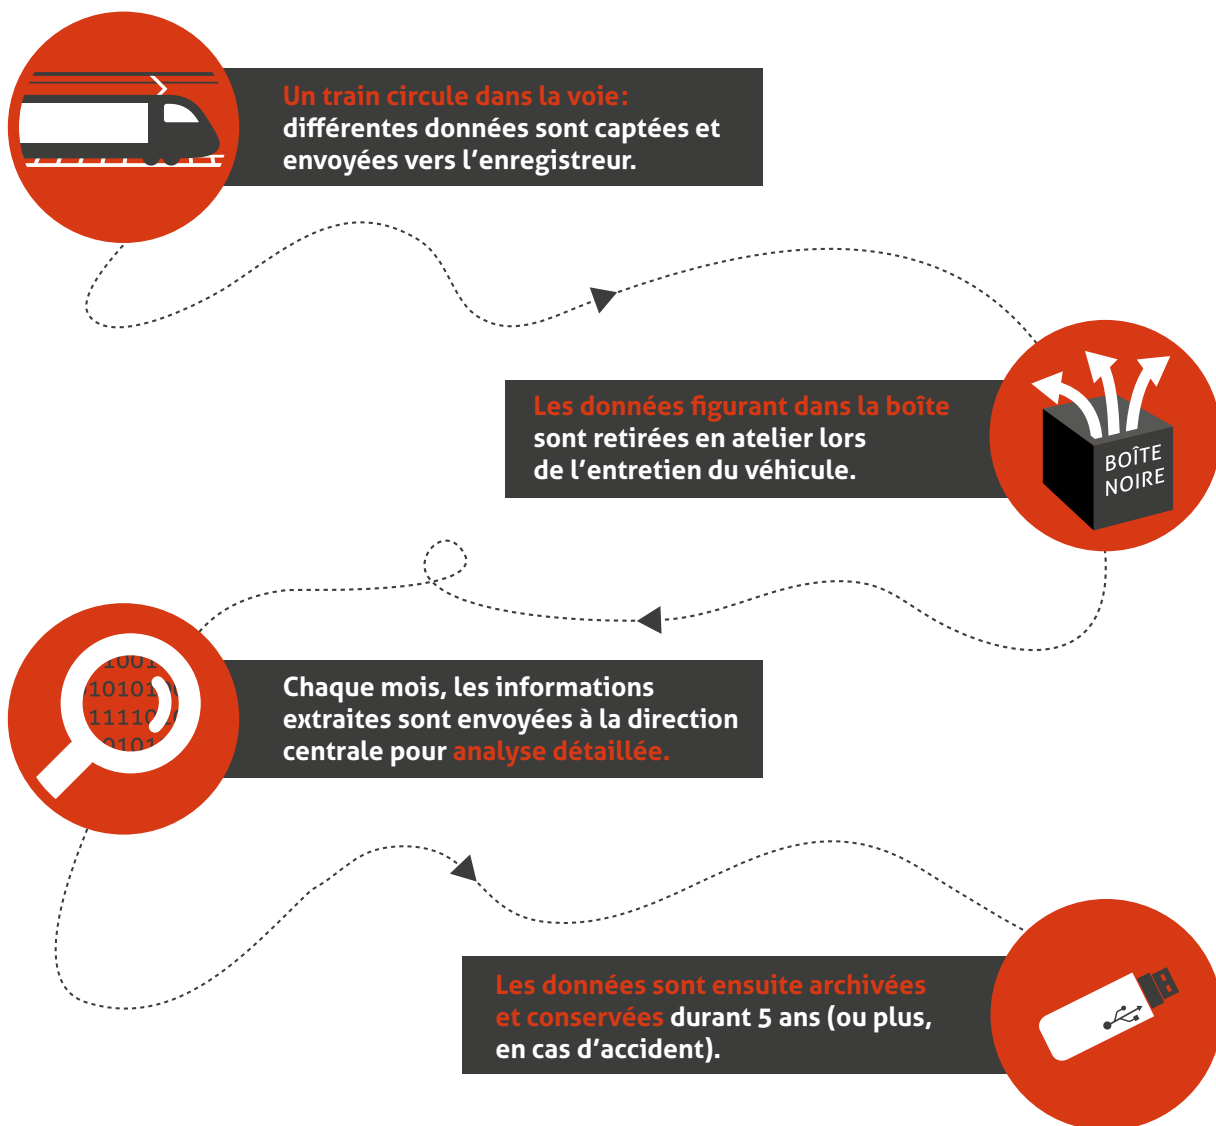 Un train circule dans la voie:
différentes données sont captées et
envoyées vers l'enregistreur.
Les données figurant dans la boîte
sont retirées en atelier lors
de l'entretien du véhicule.
BOÎTE
NOIRE
Chaque mois, les informations
extraites sont envoyées à la direction
centrale pour analyse détaillée.
Les données sont ensuite archivées
et conservées durant 5 ans (ou plus,
en cas d'accident).